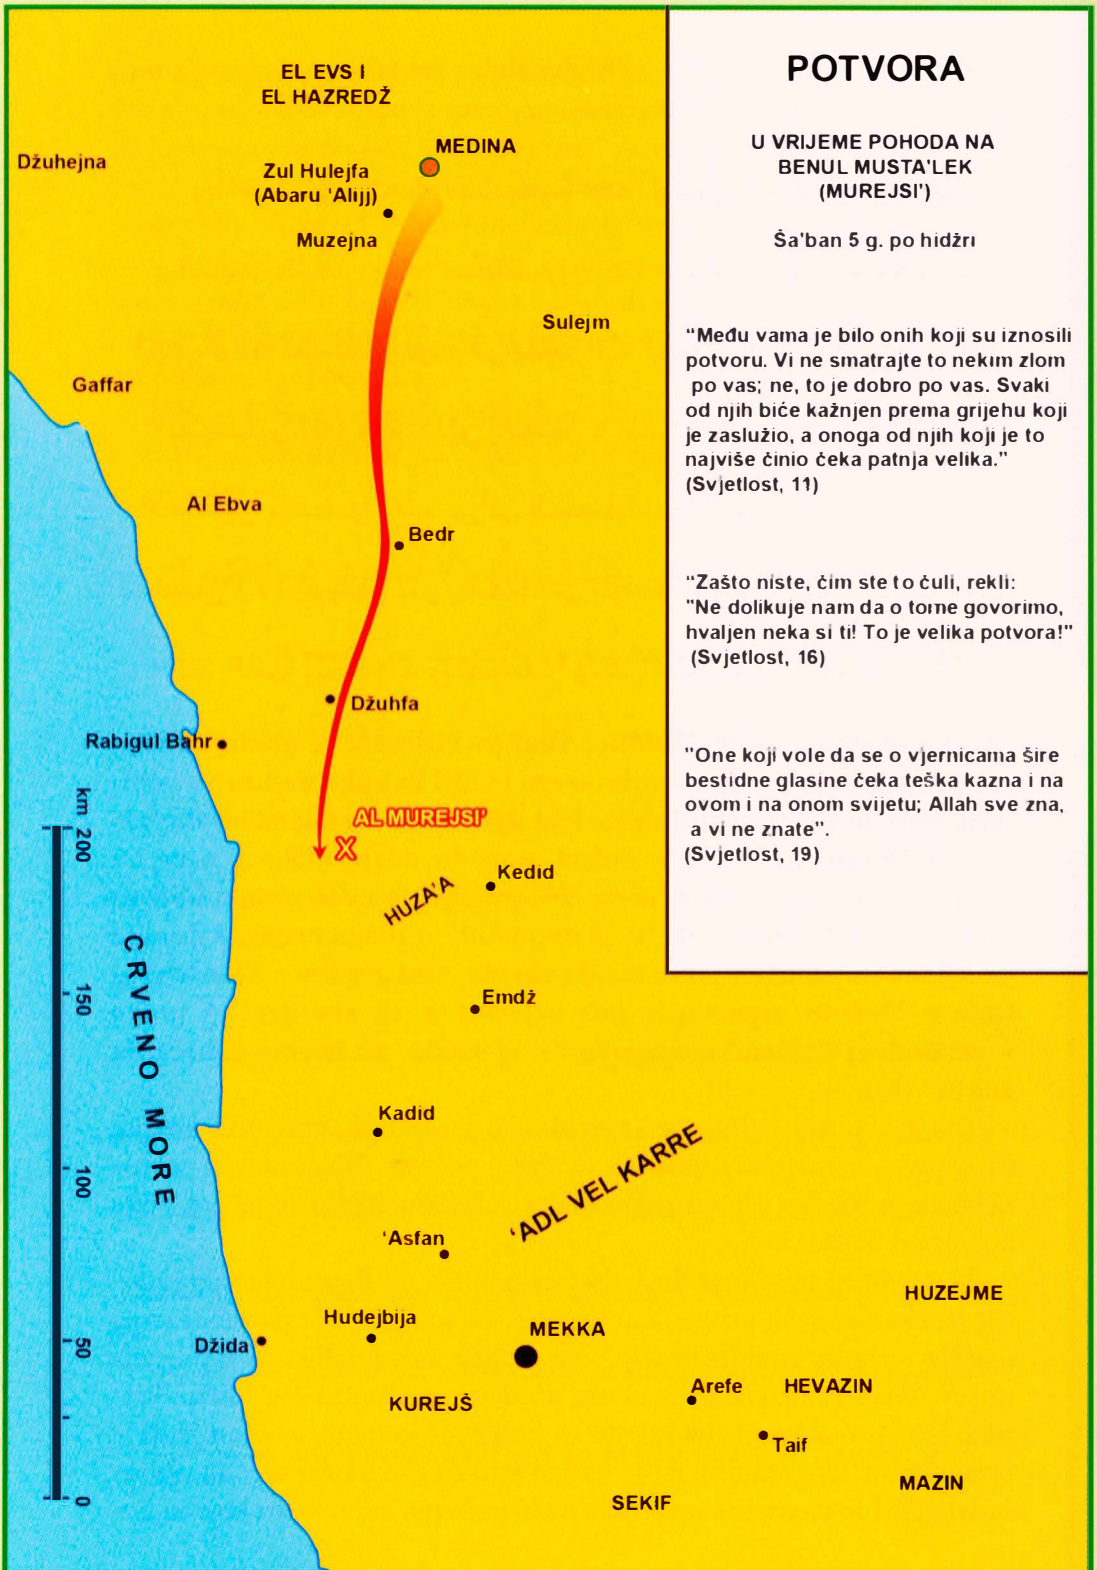 POTVORA
U VRIJEME POHODA NA
BENUL MUSTA'LEK
(MUREJSI')
Ša'ban 5 g. po hidžri
“Među vama je bilo onih koji su iznosili
potvoru. Vi ne smatrajte to nekim zlom
po vas; ne, to je dobro po vas. Svaki
od njih biće kažnjen prema grijehu koji
je zaslužio, a onoga od njih koji je to
najviše činio čeka patnja velika.”
(Svjetlost, 11)
“Zašto niste, čim ste to čuli, rekli:
"Ne dolikuje nam da o tome govorimo,
hvaljen neka si ti! To je velika potvora!"
(Svjetlost, 16)
"One koji vole da se o vjernicama šire
bestidne glasine čeka teška kazna i na
ovom i na onom svijetu; Allah sve zna,
a vi ne znate”.
(Svjetlost, 19)
EL EVS I
EL HAZREDŽ
MEDINA
Džuhejna
Zul Hulejfa
(Abaru ‘Alijj)
Muzejna
Sulejm
Gaffar
Al Ebva
Bedr
Džuhfa
Rabigul Bahr
AL MUREJSI'
X
Kedid
HUZA'A
Emdž
km
200
150
100
50
0
CRVENO MORE
Kadid
‘ADL VEL KARRE
‘Asfan
HUZEJME
Hudejbija
MEKKA
Džida
Arefe
HEVAZIN
KUREJŠ
Taif
MAZIN
SEKIF